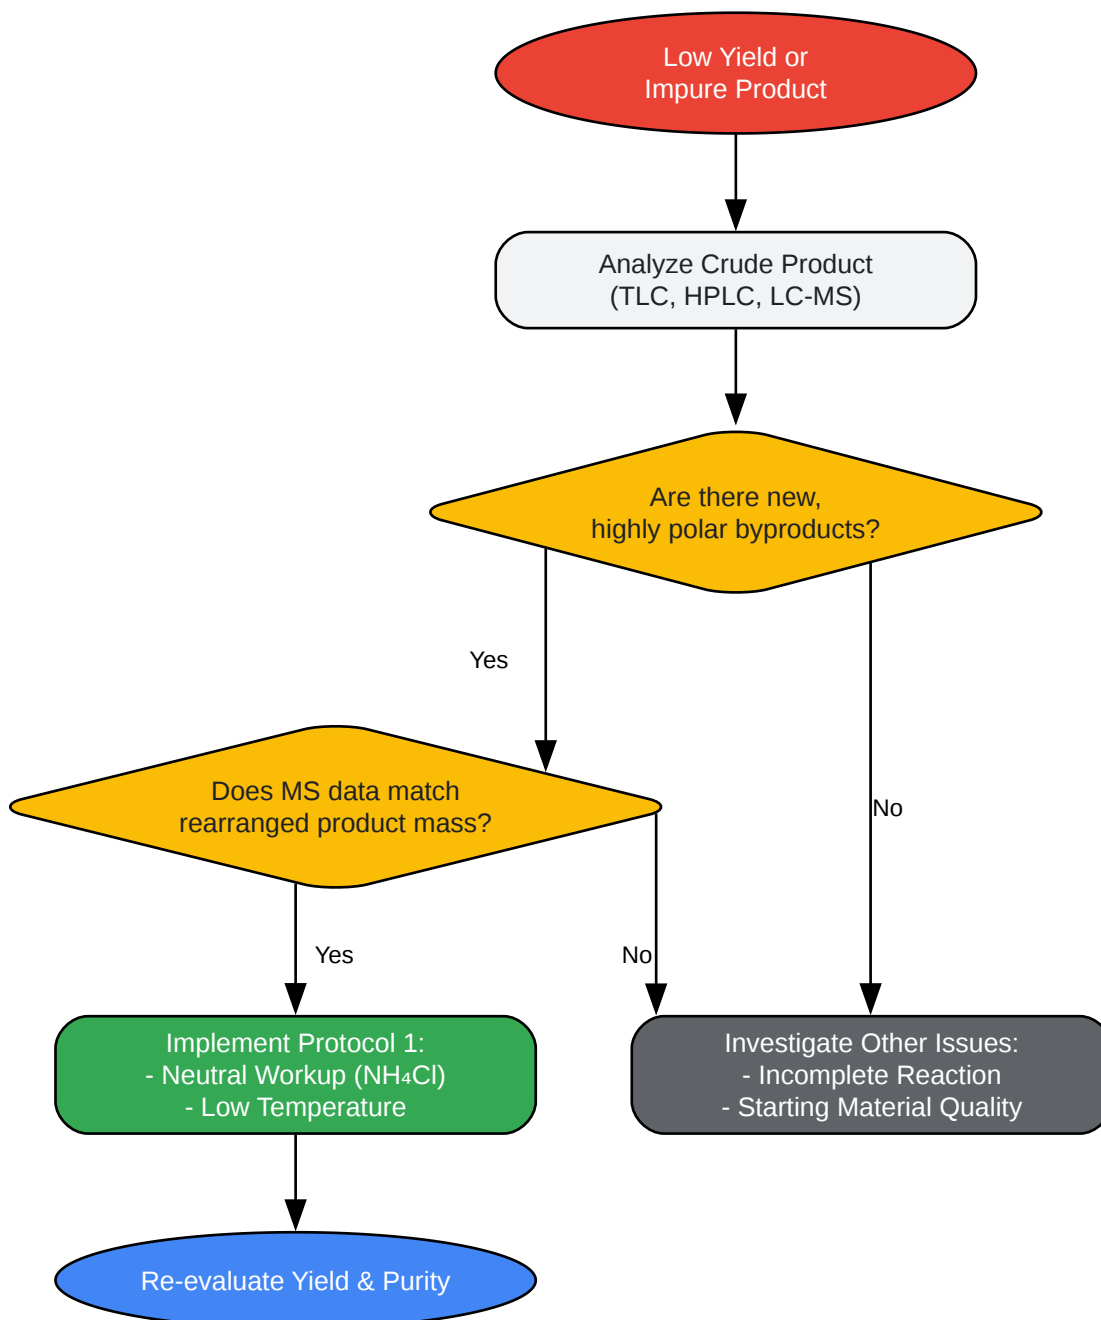 Low Yield or
Impure Product
Analyze Crude Product
(TLC, HPLC, LC-MS)
Are there new,
highly polar byproducts?
Yes
Does MS data match
rearranged product mass?
No
Yes
No
Implement Protocol 1:
- Neutral Workup (NH₄Cl)
- Low Temperature
Investigate Other Issues:
- Incomplete Reaction
- Starting Material Quality
Re-evaluate Yield & Purity